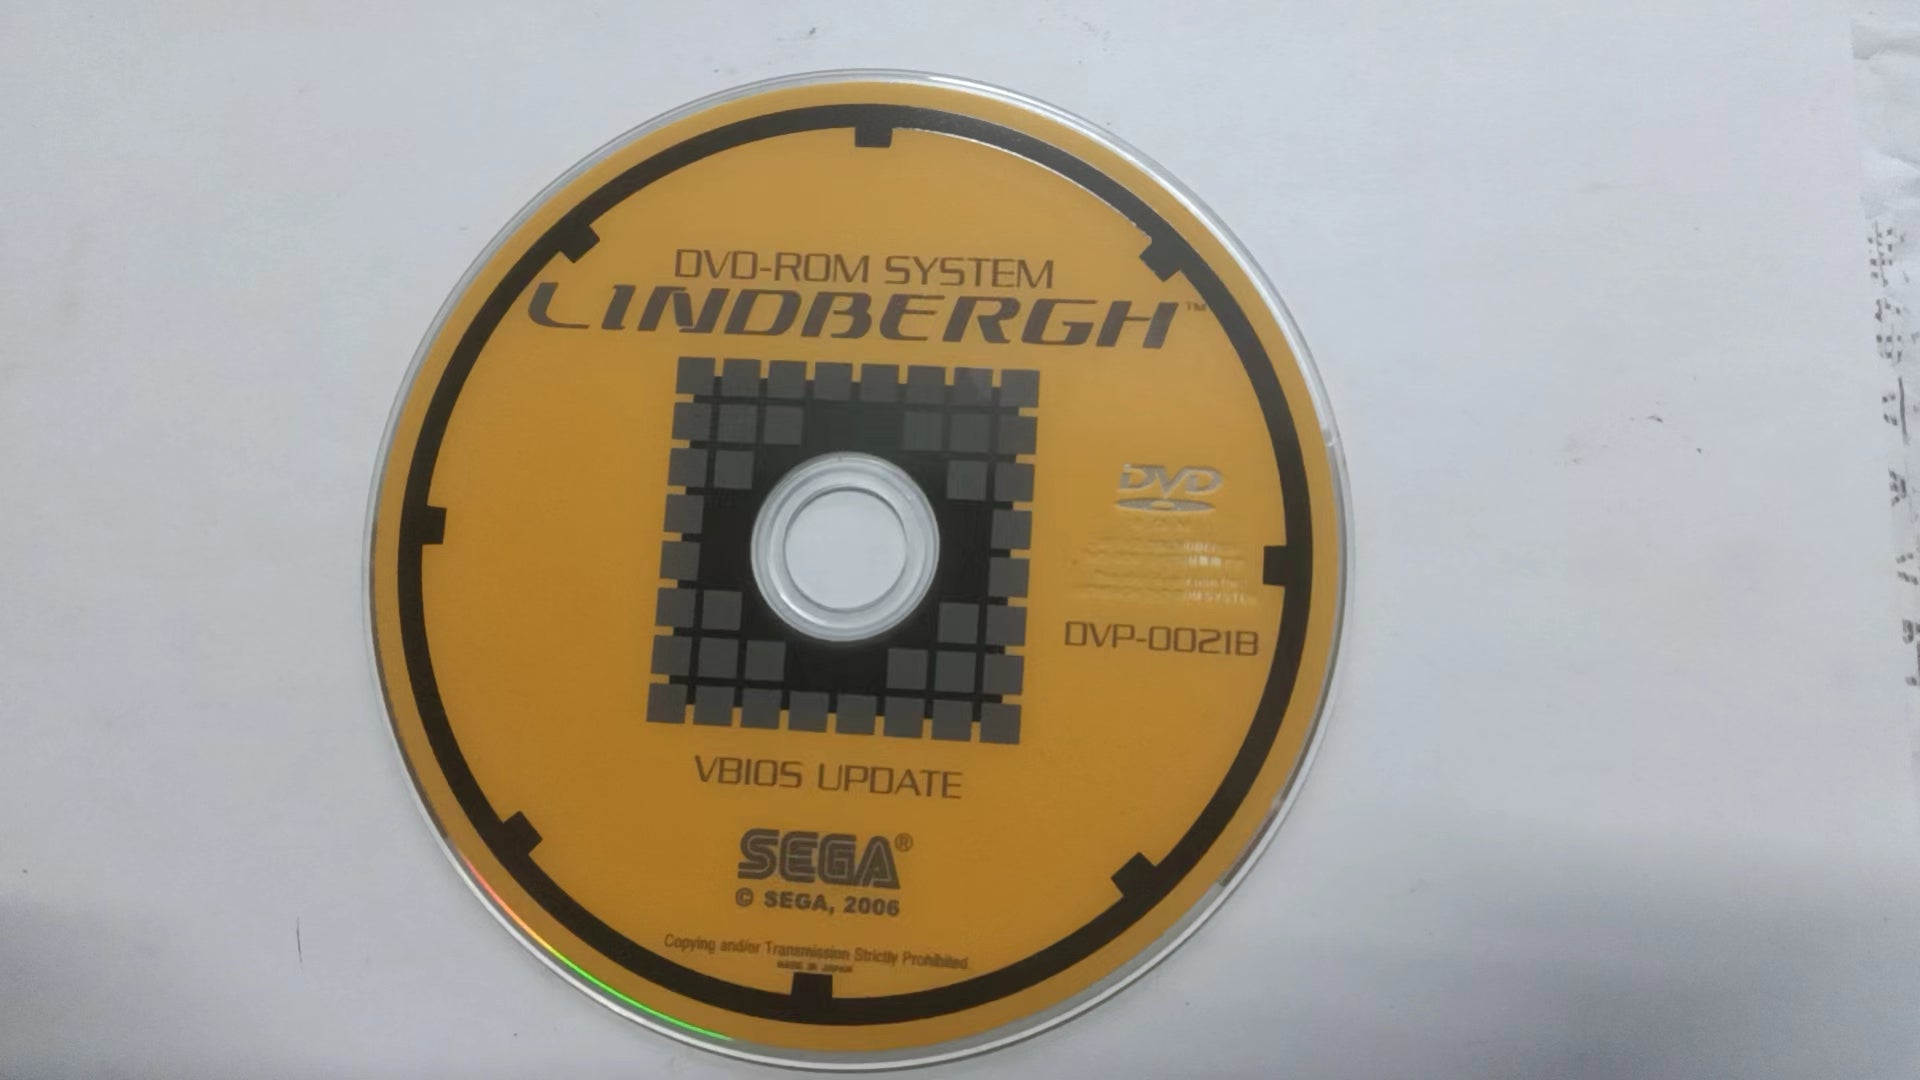 DVD-ROM SYSTEM
LINDBERGH™
DVD
DVP-0021B
VBIOS UPDATE
SEGA®
© SEGA, 2006
Copying and/or Transmission Strictly Prohibited.
MADE IN JAPAN